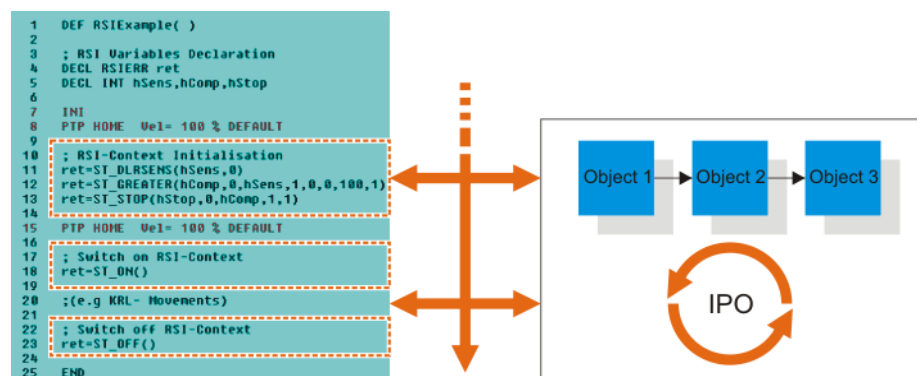 1 DEF RSIExample( )
2
3 ; RSI Variables Declaration
4 DECL RSIERR ret
5 DECL INT hSens,hComp,hStop
6
7 INI
8 PTP HOME Vel= 100 % DEFAULT
9
10 ; RSI-Context Initialisation
11 ret=ST_DLRSENS(hSens,0)
12 ret=ST_GREATER(hComp,0,hSens,1,0,0,100,1)
13 ret=ST_STOP(hStop,0,hComp,1,1)
14
15 PTP HOME Vel= 100 % DEFAULT
16
17 ; Switch on RSI-Context
18 ret=ST_ON()
19
20 ;(e.g KRL- Movements)
21
22 ; Switch off RSI-Context
23 ret=ST_OFF()
24
25 END
Object 1 Object 2 Object 3
IPO